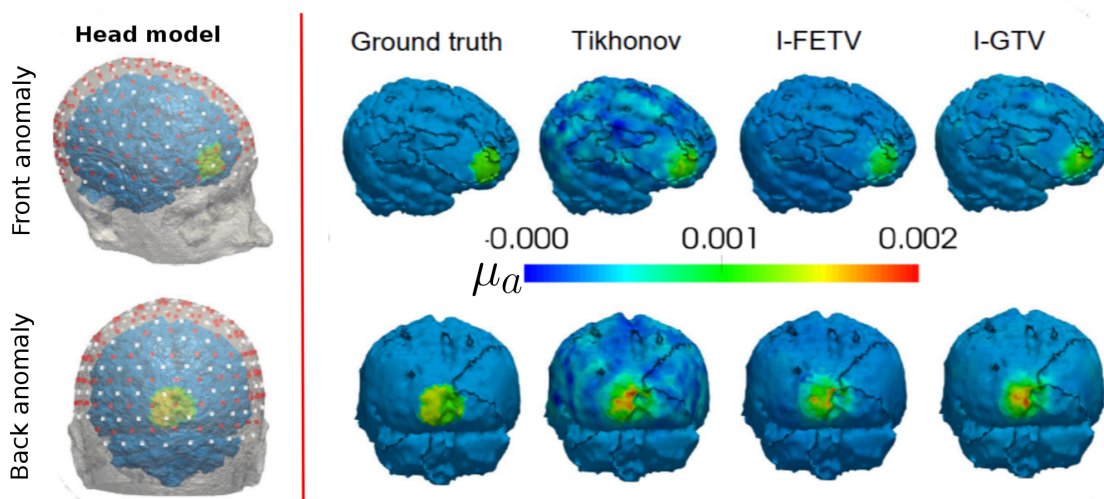 Head model
Ground truth
Tikhonov
I-FETV
I-GTV
Front anomaly
-0.000
0.001
0.002
μa
Back anomaly